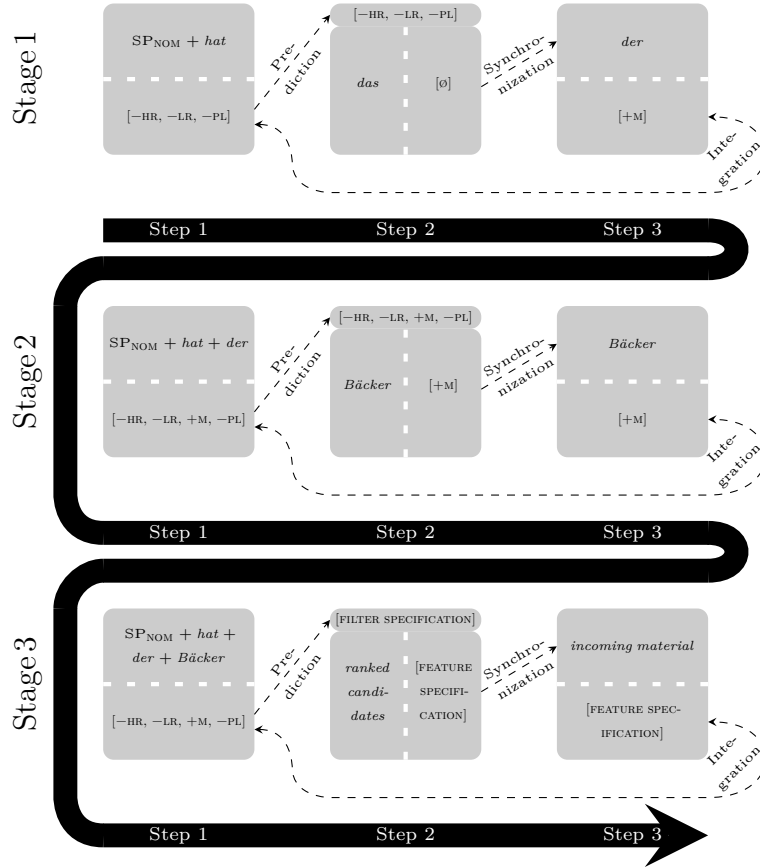 Stage 1
SP_NOM + hat
[−HR, −LR, −PL]
Pre-
diction
[−HR, −LR, −PL]
das
[ø]
Synchro-
nization
der
[+M]
Inte-
gration
Step 1
Step 2
Step 3
Stage 2
SP_NOM + hat + der
[−HR, −LR, +M, −PL]
Pre-
diction
[−HR, −LR, +M, −PL]
Bäcker
[+M]
Synchro-
nization
Bäcker
[+M]
Inte-
gration
Step 1
Step 2
Step 3
Stage 3
SP_NOM + hat +
der + Bäcker
[−HR, −LR, +M, −PL]
Pre-
diction
[FILTER SPECIFICATION]
ranked
candi-
dates
[FEATURE
SPECIFI-
CATION]
Synchro-
nization
incoming material
[FEATURE SPEC-
IFICATION]
Inte-
gration
Step 1
Step 2
Step 3